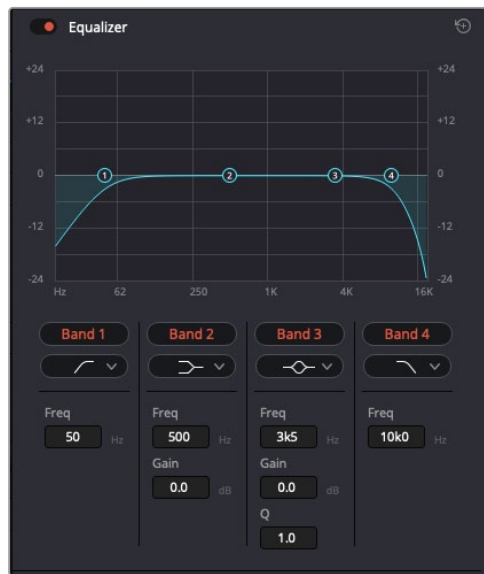 Equalizer
+24 +24
+12 +12
0 1 2 3 4 0
-12 -12
-24 -24
Hz 62 250 1K 4K 16K
Band 1 Band 2 Band 3 Band 4
Freq Freq Freq Freq
50 Hz 500 Hz 3k5 Hz 10k0 Hz
Gain Gain
0.0 dB 0.0 dB
Q
1.0